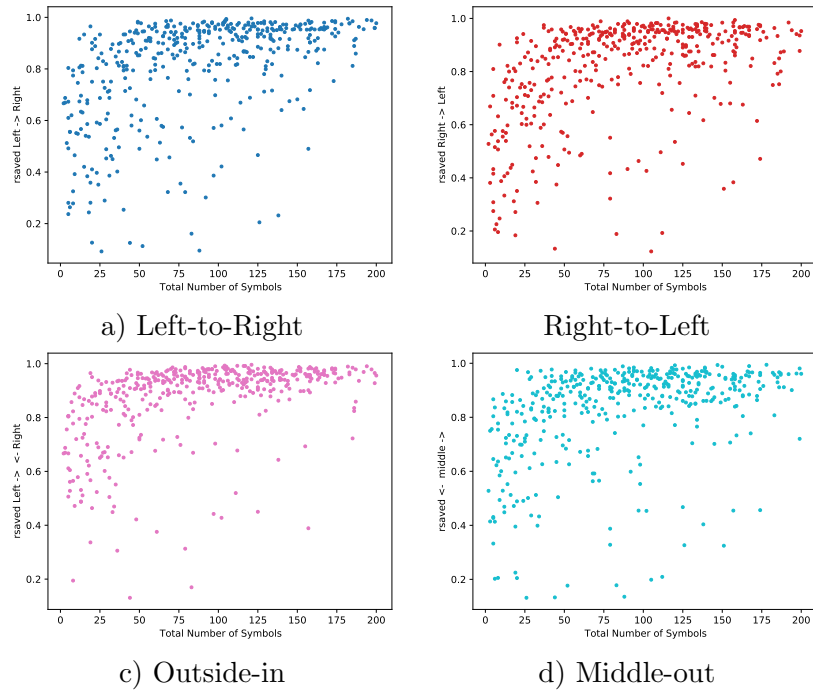 1.0
0.8
0.6
0.4
0.2
rsaved Left -> Right
0 25 50 75 100 125 150 175 200
Total Number of Symbols
a) Left-to-Right
1.0
0.8
0.6
0.4
0.2
rsaved Right -> Left
0 25 50 75 100 125 150 175 200
Total Number of Symbols
Right-to-Left
1.0
0.8
0.6
0.4
0.2
rsaved Left -> <- Right
0 25 50 75 100 125 150 175 200
Total Number of Symbols
c) Outside-in
1.0
0.8
0.6
0.4
0.2
rsaved <- middle ->
0 25 50 75 100 125 150 175 200
Total Number of Symbols
d) Middle-out